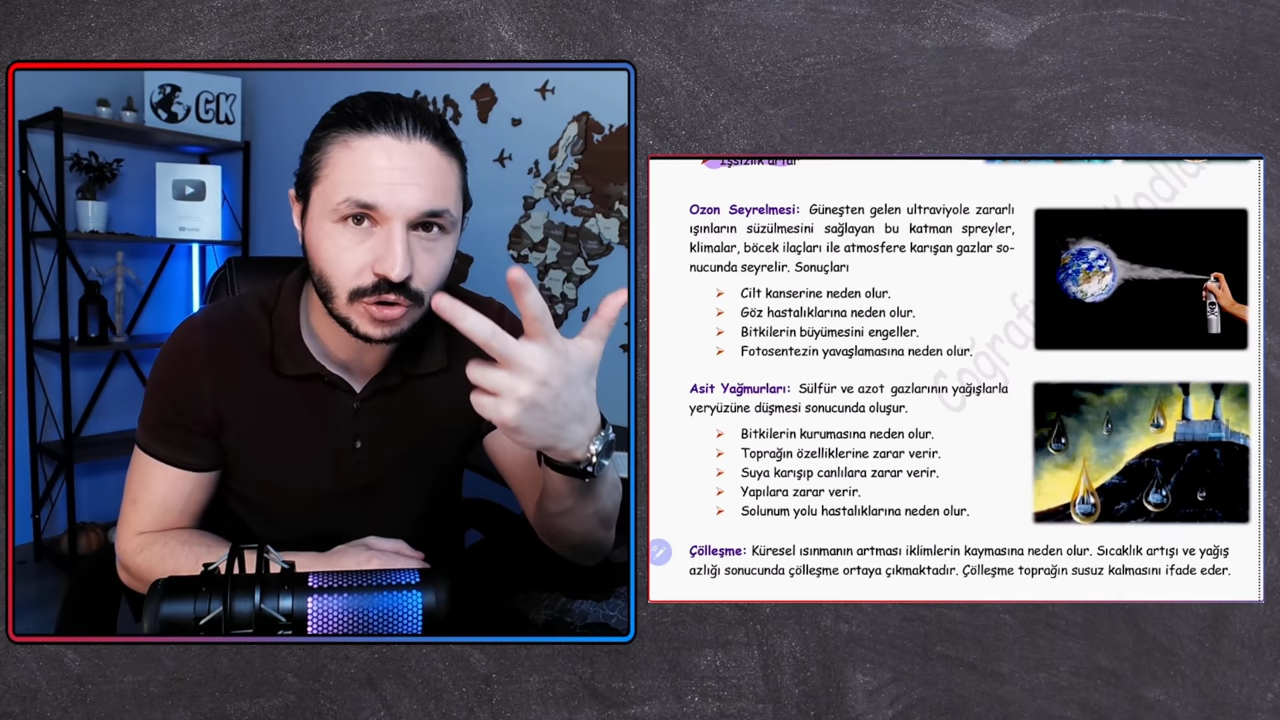 CK
İşsizlik artar
Ozon Seyrelmesi: Güneşten gelen ultraviyole zararlı
ışınların süzülmesini sağlayan bu katman spreyler,
klimalar, böcek ilaçları ile atmosfere karışan gazlar so-
nucunda seyrelir. Sonuçları
➢ Cilt kanserine neden olur.
➢ Göz hastalıklarına neden olur.
➢ Bitkilerin büyümesini engeller.
➢ Fotosentezin yavaşlamasına neden olur.
Asit Yağmurları: Sülfür ve azot gazlarının yağışlarla
yeryüzüne düşmesi sonucunda oluşur.
➢ Bitkilerin kurumasına neden olur.
➢ Toprağın özelliklerine zarar verir.
➢ Suya karışıp canlılara zarar verir.
➢ Yapılara zarar verir.
➢ Solunum yolu hastalıklarına neden olur.
Çölleşme: Küresel ısınmanın artması iklimlerin kaymasına neden olur. Sıcaklık artışı ve yağış
azlığı sonucunda çölleşme ortaya çıkmaktadır. Çölleşme toprağın susuz kalmasını ifade eder.